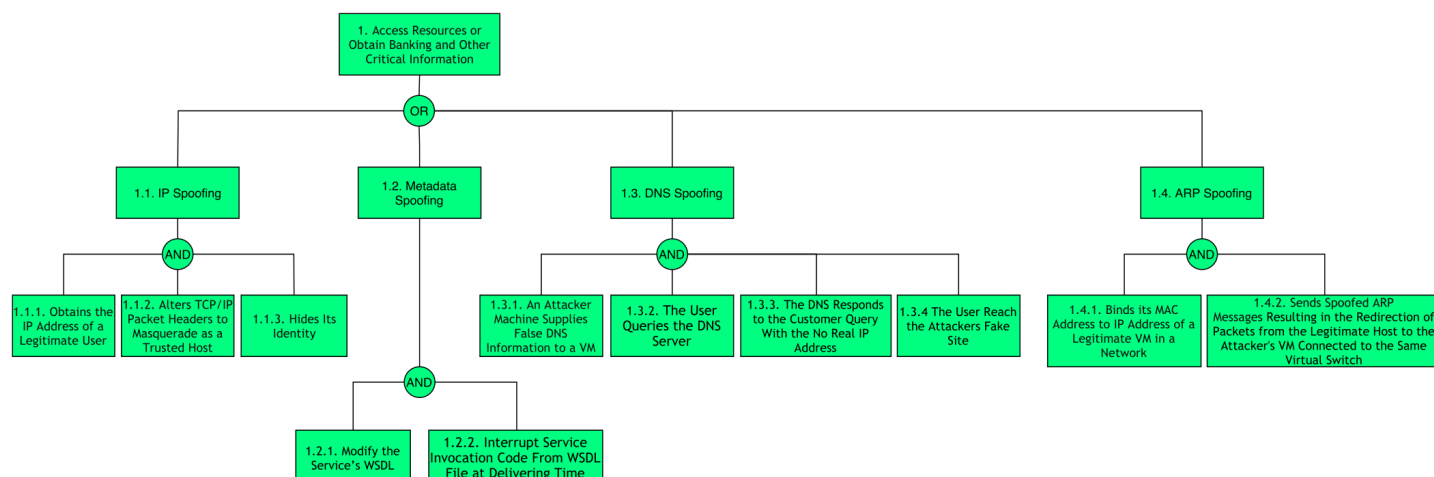 1. Access Resources or
Obtain Banking and Other
Critical Information
OR
1.1. IP Spoofing
1.2. Metadata
Spoofing
1.3. DNS Spoofing
1.4. ARP Spoofing
AND
AND
AND
1.1.1. Obtains the
IP Address of a
Legitimate User
1.1.2. Alters TCP/IP
Packet Headers to
Masquerade as a
Trusted Host
1.1.3. Hides Its
Identity
1.3.1. An Attacker
Machine Supplies
False DNS
Information to a VM
1.3.2. The User
Queries the DNS
Server
1.3.3. The DNS Responds
to the Customer Query
With the No Real IP
Address
1.3.4 The User Reach
the Attackers Fake
Site
1.4.1. Binds its MAC
Address to IP Address of a
Legitimate VM in a
Network
1.4.2. Sends Spoofed ARP
Messages Resulting in the Redirection of
Packets from the Legitimate Host to the
Attacker's VM Connected to the Same
Virtual Switch
AND
1.2.1. Modify the
Service's WSDL
1.2.2. Interrupt Service
Invocation Code From WSDL
File at Delivering Time